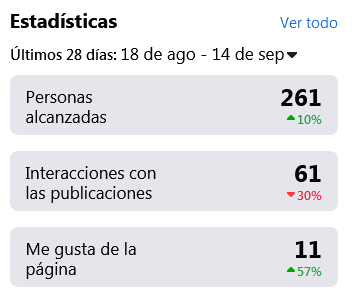 Estadísticas Ver todo
Últimos 28 días: 18 de ago - 14 de sep
Personas alcanzadas 261
10%
Interacciones con las publicaciones 61
30%
Me gusta de la página 11
57%